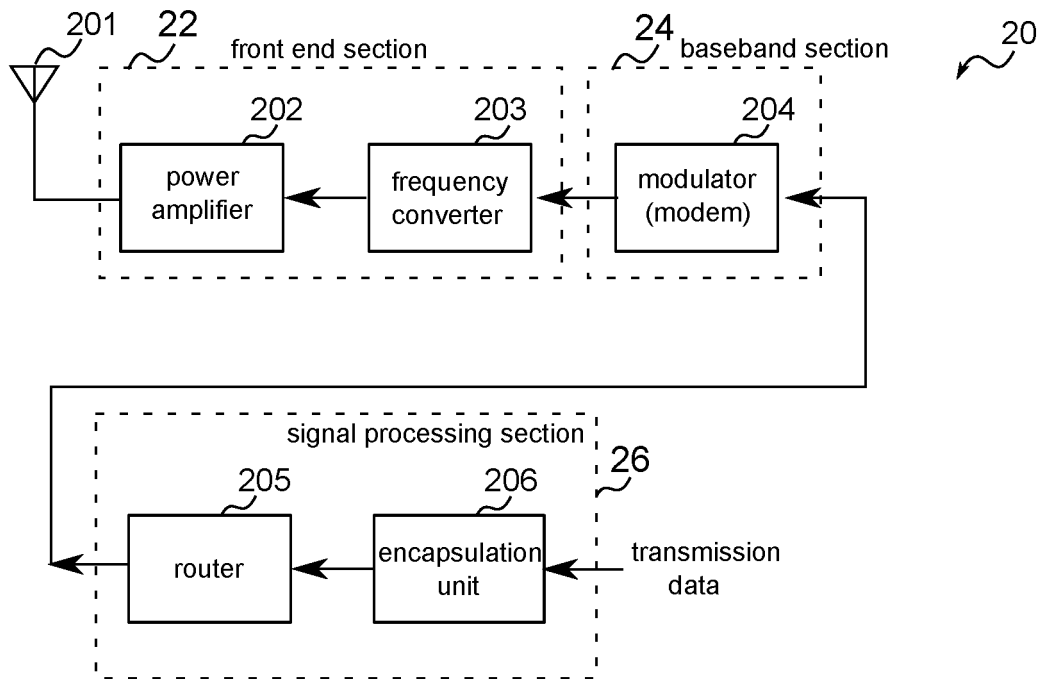 201
22
front end section
24
baseband section
20
202
203
204
power
amplifier
frequency
converter
modulator
(modem)
signal processing section
26
205
206
router
encapsulation
unit
transmission
data